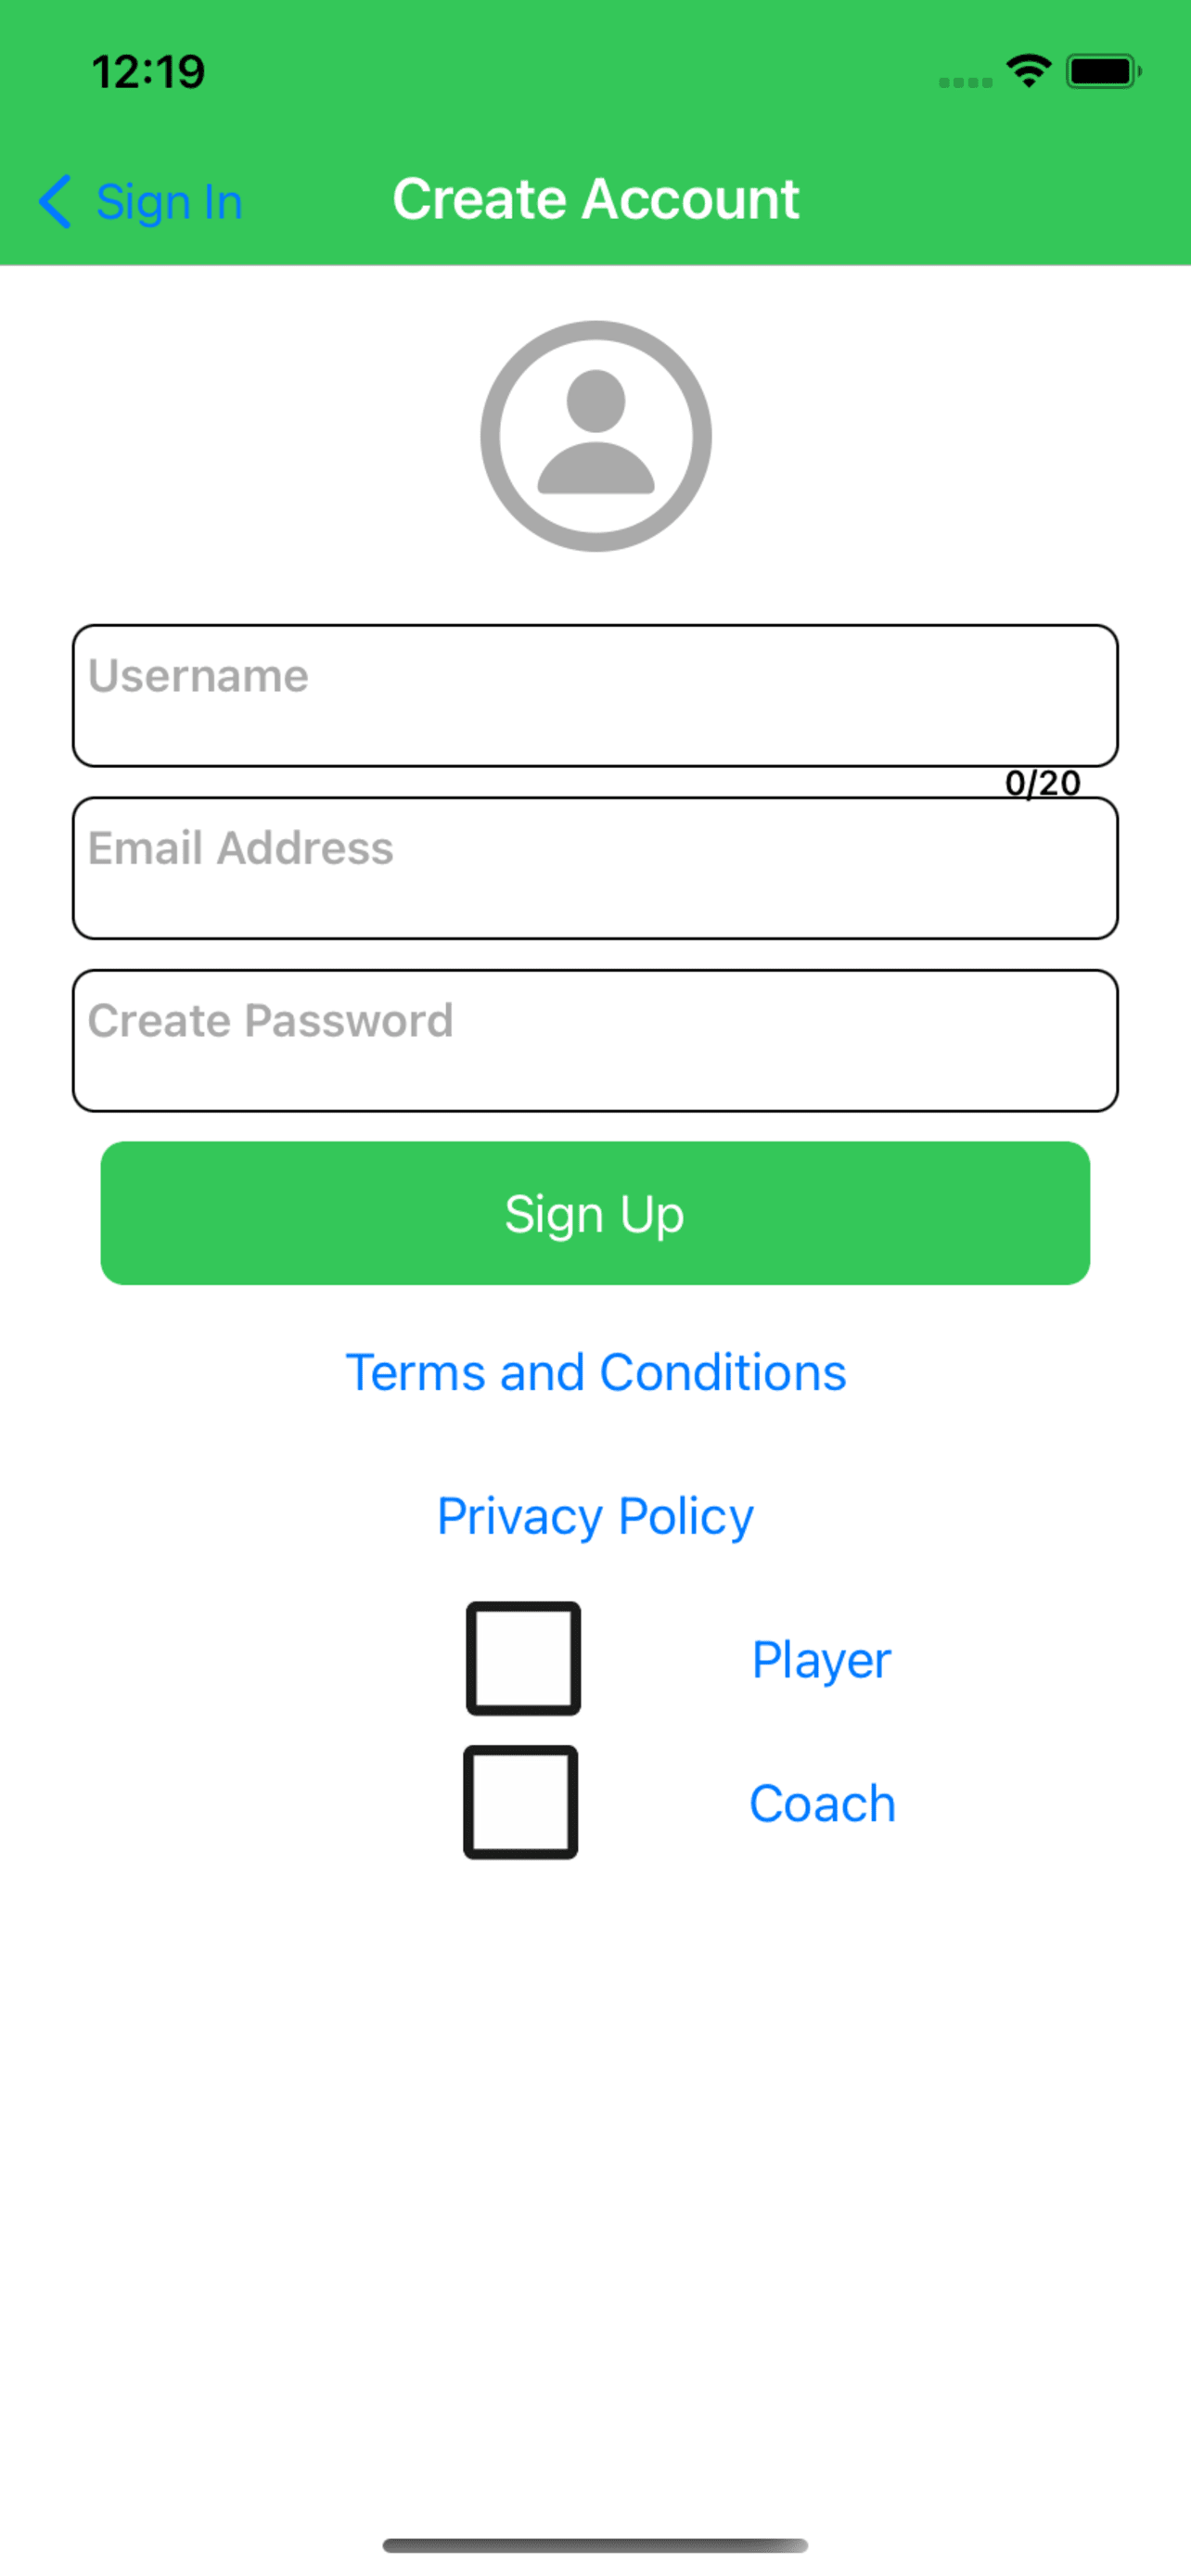 12:19
Sign In
Create Account
Username
0/20
Email Address
Create Password
Sign Up
Terms and Conditions
Privacy Policy
Player
Coach